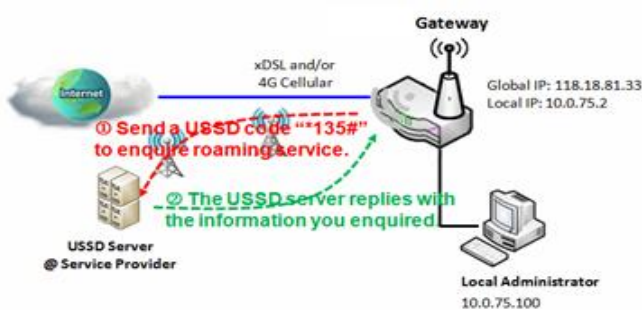 Gateway
xDSL and/or
4G Cellular
Internet
Global IP: 118.18.81.33
Local IP: 10.0.75.2
① Send a USSD code "*135#"
to enquire roaming service.
② The USSD server replies with
the information you enquired
USSD Server
@ Service Provider
Local Administrator
10.0.75.100